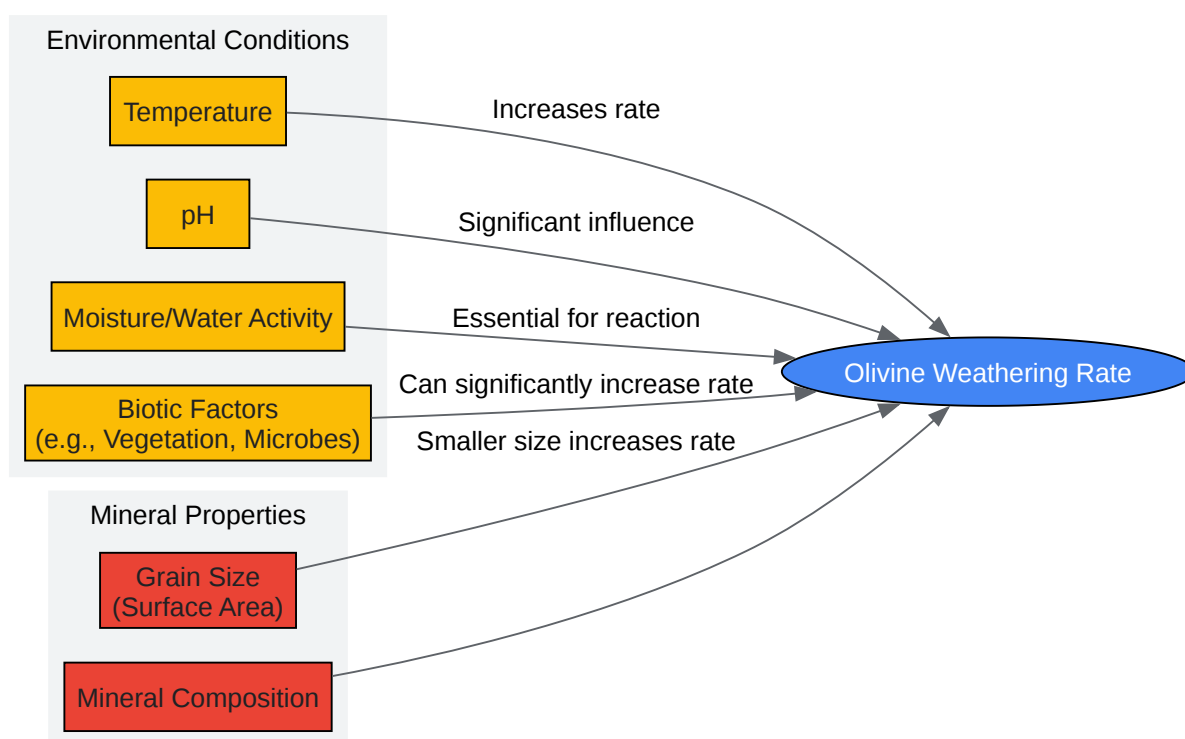 Environmental Conditions
Temperature
Increases rate
pH
Significant influence
Moisture/Water Activity
Essential for reaction
Olivine Weathering Rate
Biotic Factors
(e.g., Vegetation, Microbes)
Can significantly increase rate
Smaller size increases rate
Mineral Properties
Grain Size
(Surface Area)
Mineral Composition